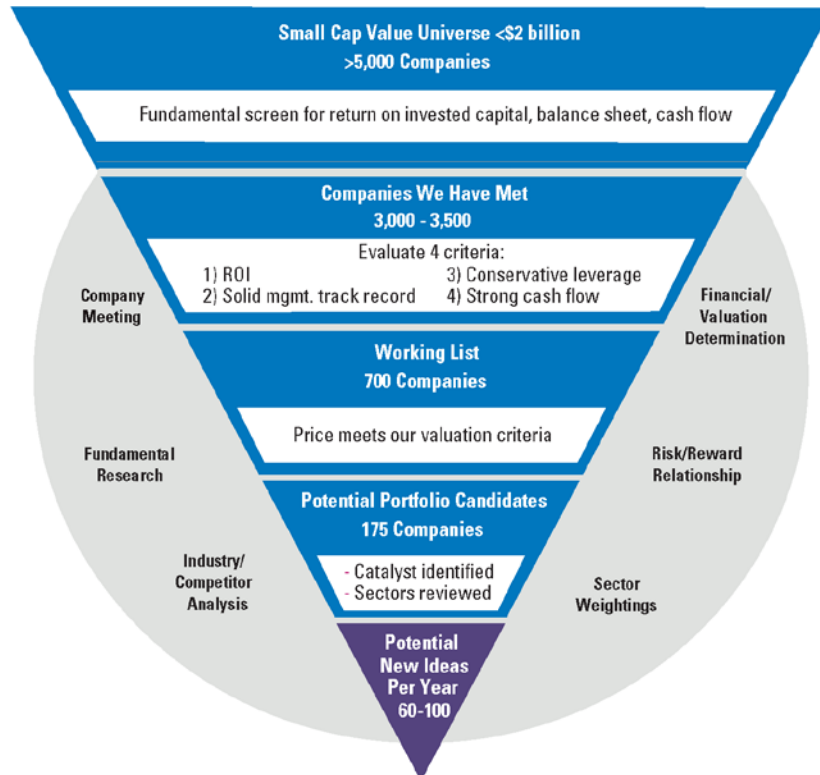 Small Cap Value Universe <$2 billion
>5,000 Companies
Fundamental screen for return on invested capital, balance sheet, cash flow
Companies We Have Met
3,000 - 3,500
Evaluate 4 criteria:
1) ROI
3) Conservative leverage
2) Solid mgmt. track record
4) Strong cash flow
Company
Meeting
Financial/
Valuation
Determination
Working List
700 Companies
Price meets our valuation criteria
Fundamental
Research
Risk/Reward
Relationship
Potential Portfolio Candidates
175 Companies
- Catalyst identified
- Sectors reviewed
Industry/
Competitor
Analysis
Sector
Weightings
Potential
New Ideas
Per Year
60-100